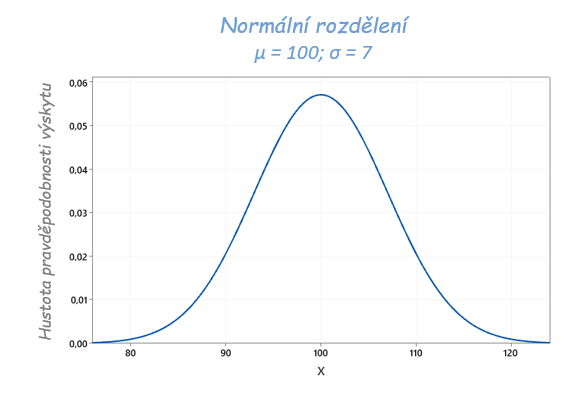 Normální rozdělení
μ = 100; σ = 7
Hustota pravděpodobnosti výskytu
0,06
0,05
0,04
0,03
0,02
0,01
0,00
80 90 100 110 120
X